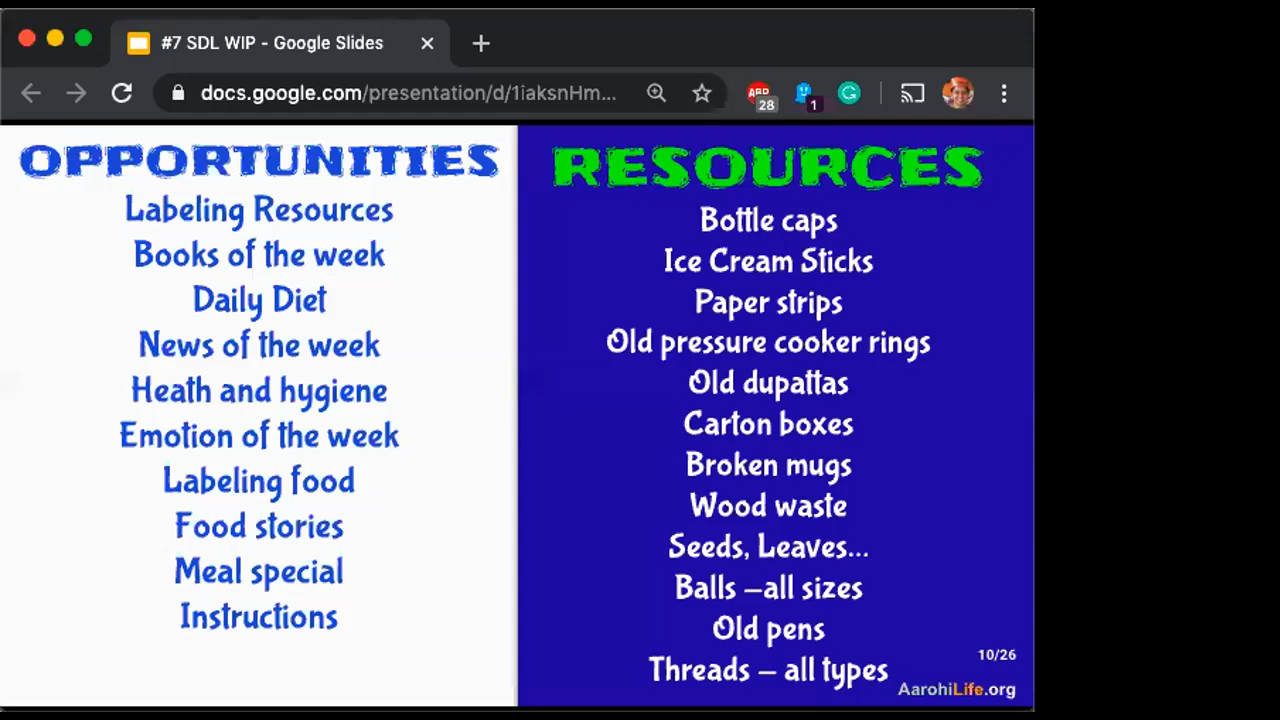 #7 SDL WIP - Google Slides
docs.google.com/presentation/d/1iaksnHm...
ABP
28
1
OPPORTUNITIES
Labeling Resources
Books of the week
Daily Diet
News of the week
Heath and hygiene
Emotion of the week
Labeling food
Food stories
Meal special
Instructions
RESOURCES
Bottle caps
Ice Cream Sticks
Paper strips
Old pressure cooker rings
Old dupattas
Carton boxes
Broken mugs
Wood waste
Seeds, Leaves...
Balls –all sizes
Old pens
Threads – all types
10/26
AarohiLife.org